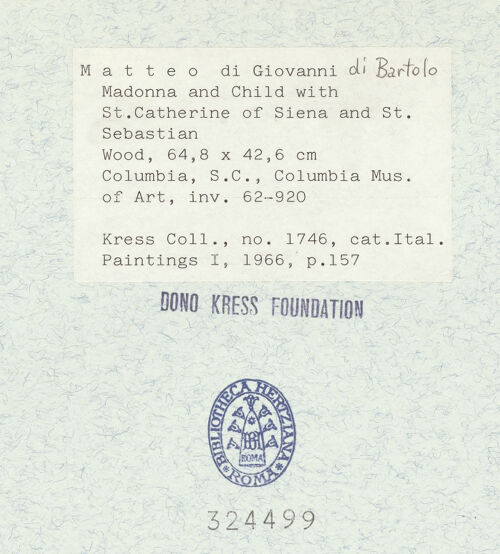 Matteo di Giovanni di Bartolo
Madonna and Child with
St.Catherine of Siena and St.
Sebastian
Wood, 64,8 x 42,6 cm
Columbia, S.C., Columbia Mus.
of Art, inv. 62-920
Kress Coll., no. 1746, cat.Ital.
Paintings I, 1966, p.157
DONO KRESS FOUNDATION
BIBLIOTHECA HERTZIANA
ROMA
*ROMA*
324499